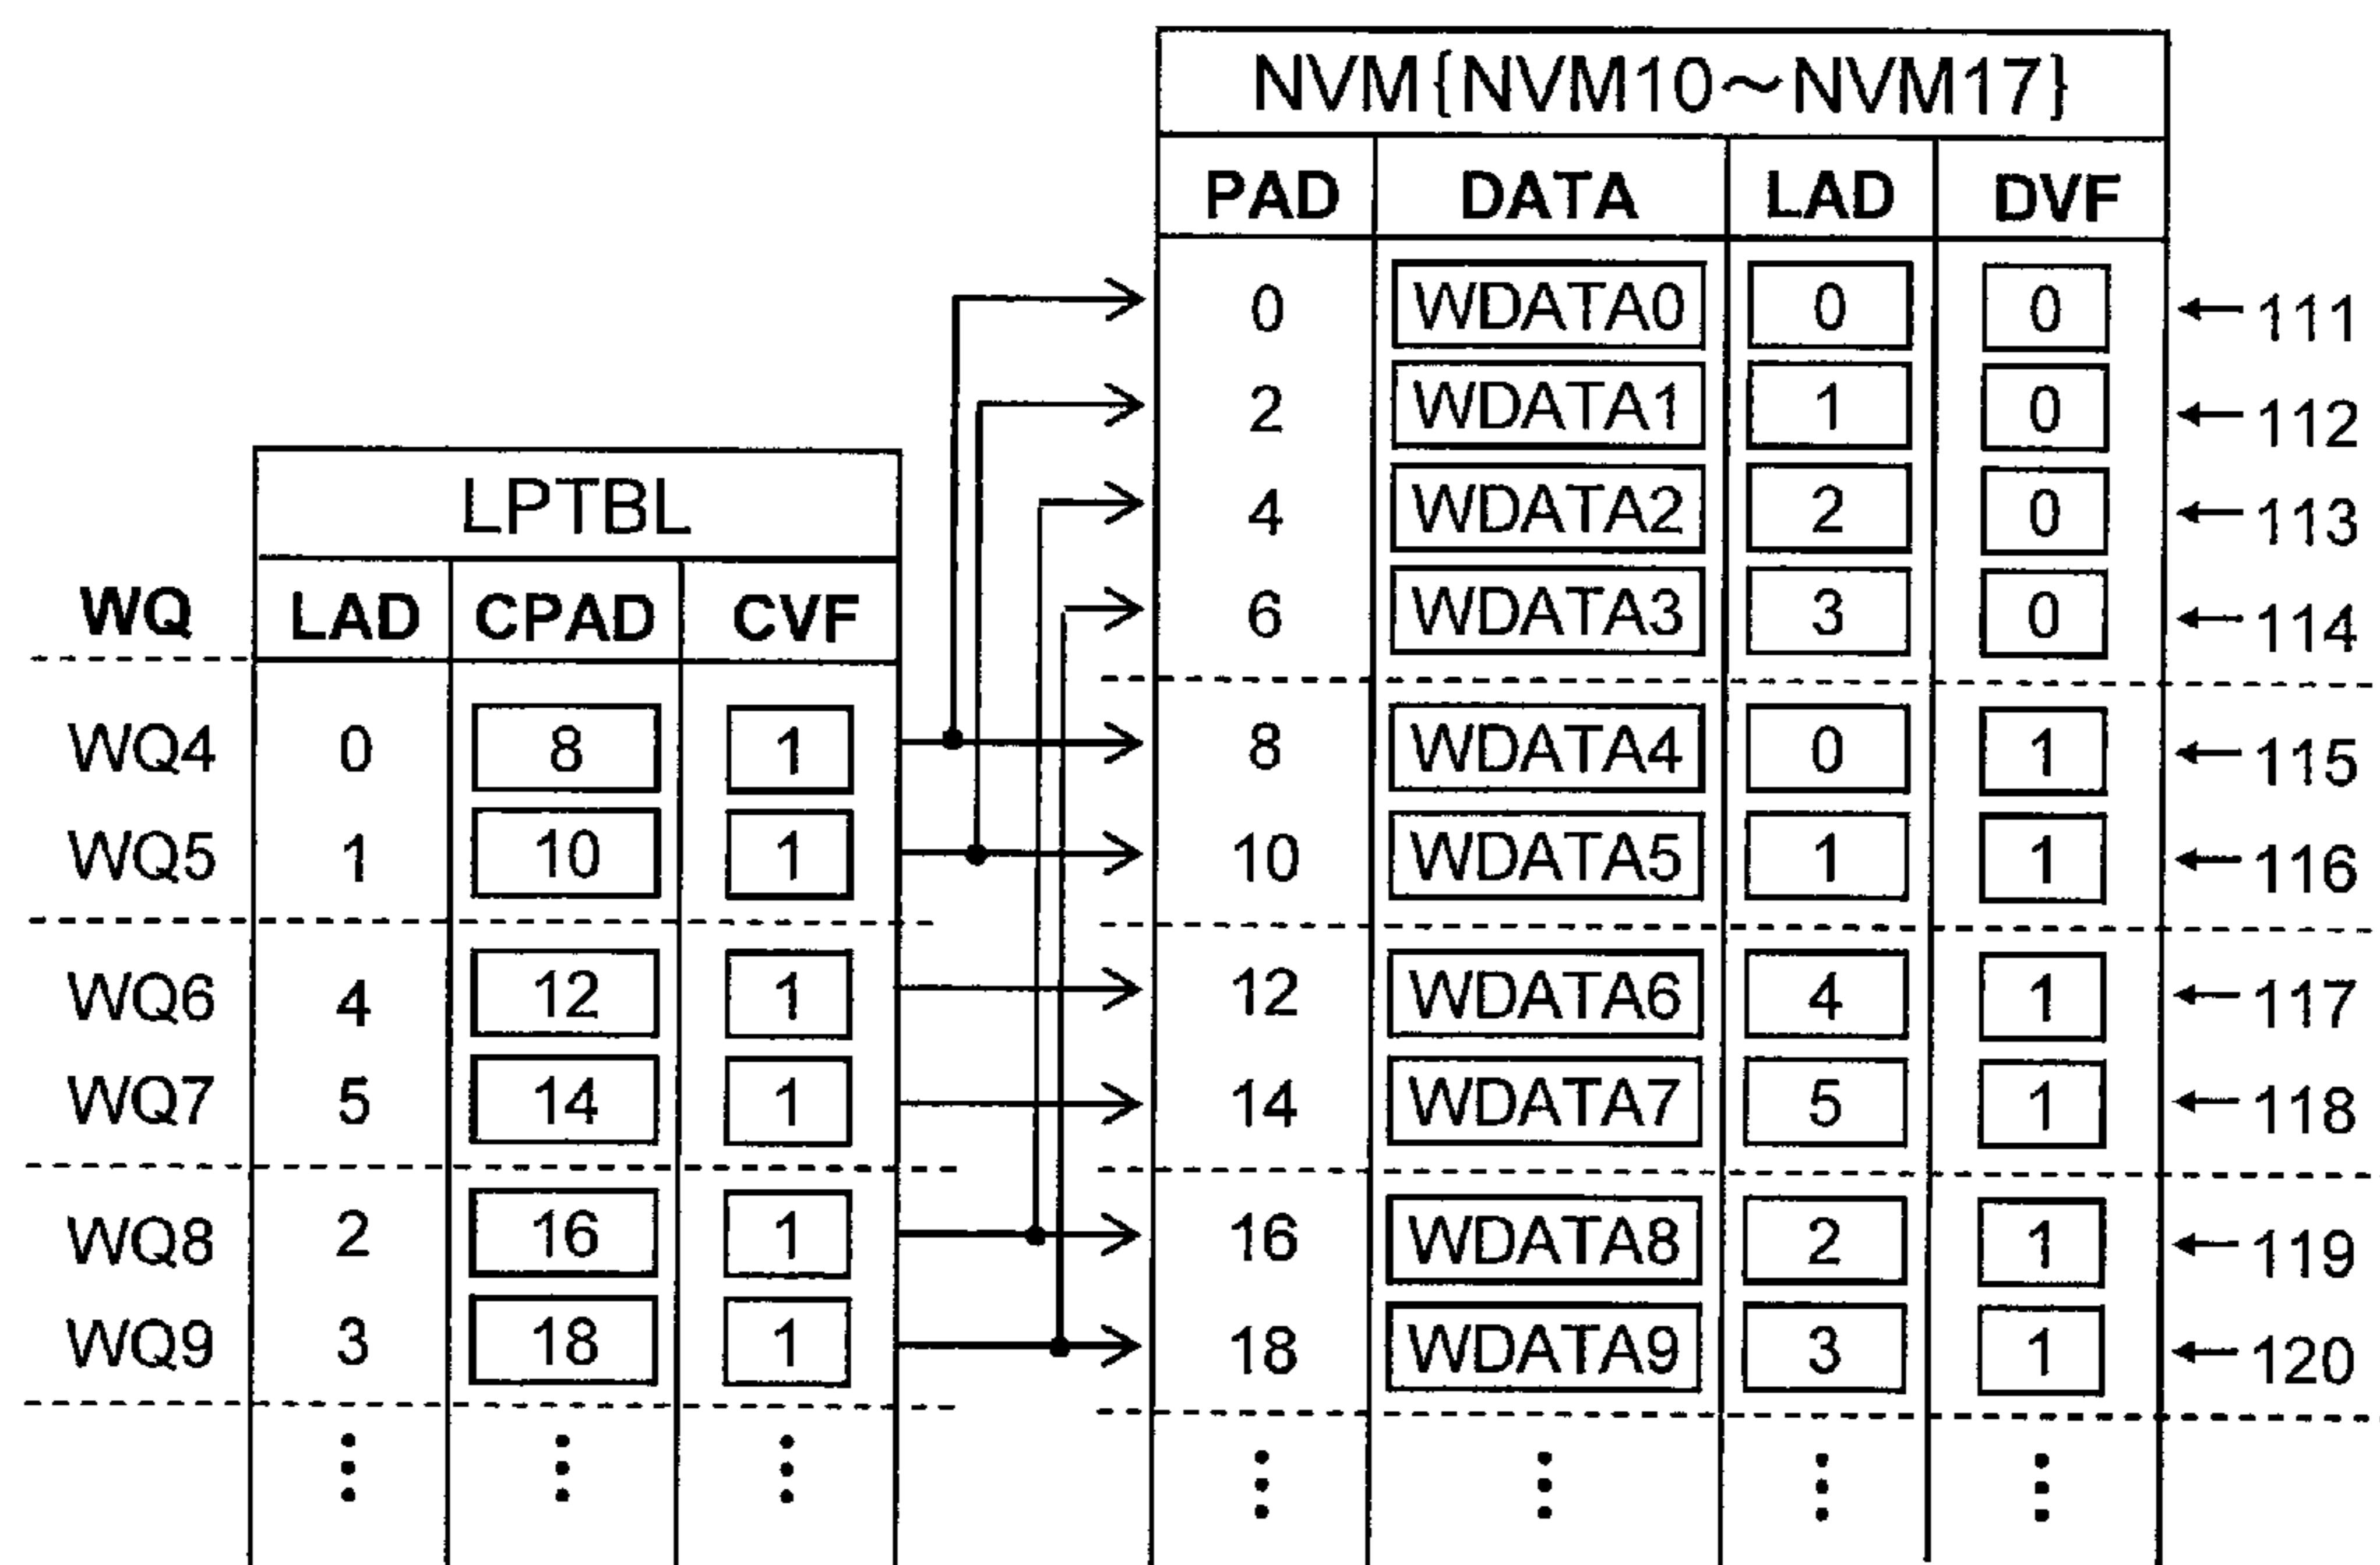 NVM{NVM10~NVM17}
PAD DATA LAD DVF
0 WDATA0 0 0 ←111
2 WDATA1 1 0 ←112
4 WDATA2 2 0 ←113
6 WDATA3 3 0 ←114
8 WDATA4 0 1 ←115
10 WDATA5 1 1 ←116
12 WDATA6 4 1 ←117
14 WDATA7 5 1 ←118
16 WDATA8 2 1 ←119
18 WDATA9 3 1 ←120
LPTBL
WQ LAD CPAD CVF
WQ4 0 8 1
WQ5 1 10 1
WQ6 4 12 1
WQ7 5 14 1
WQ8 2 16 1
WQ9 3 18 1